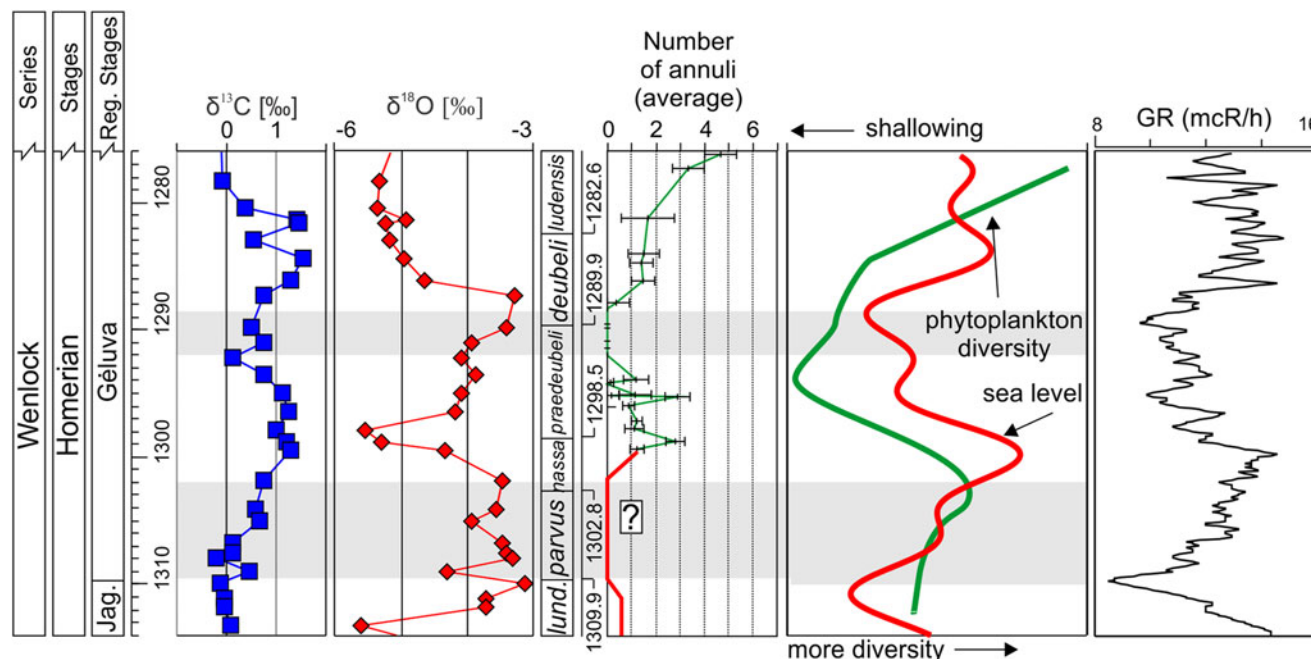 Series
Stages
Reg. Stages
δ¹³C [‰]
0 1
δ¹⁸O [‰]
-6 -3
Number
of annuli
(average)
0 2 4 6
shallowing
GR (mcR/h)
8 16
Wenlock
Homerian
Gėluva
Jag.
1280
1290
1300
1310
ludensis
deubeli
praedeubeli
nassa
parvus
lund.
1282.6
1289.9
1298.5
1302.8
1309.9
?
phytoplankton
diversity
sea level
more diversity